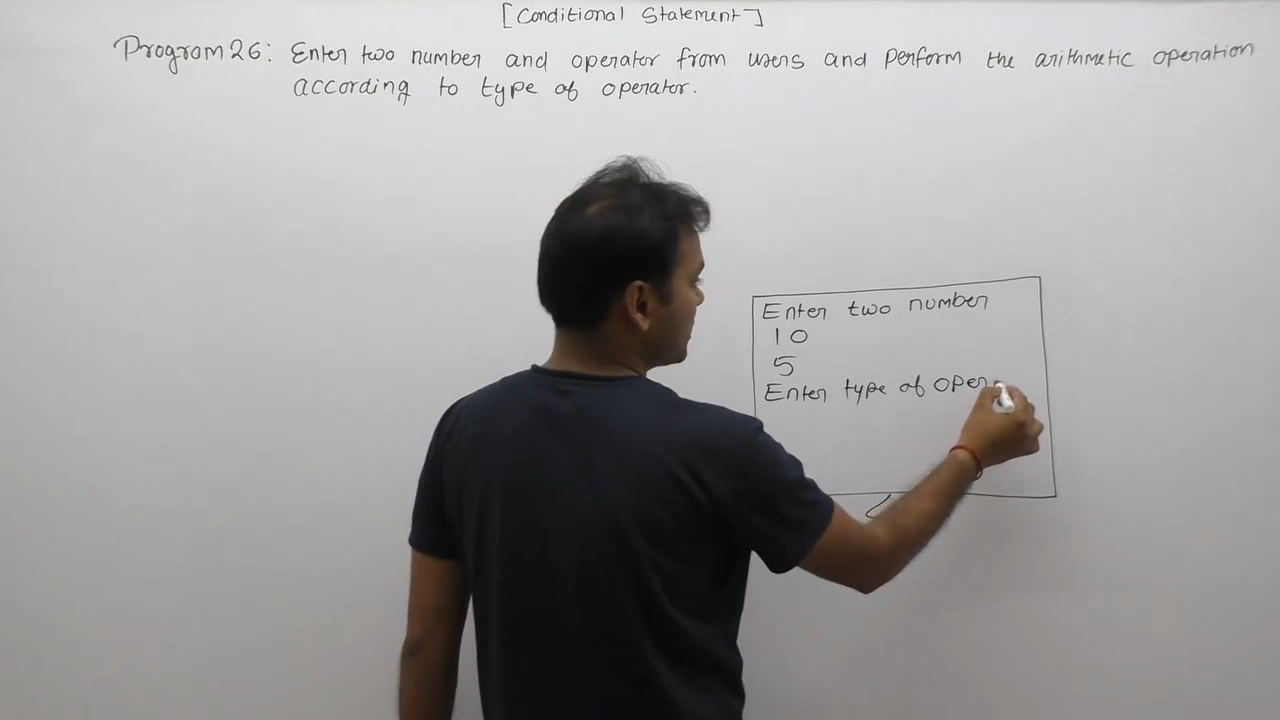 [Conditional Statement]
Program 26: Enter two number and operator from users and perform the arithmetic operation
according to type of operator.
Enter two number
10
5
Enter type of oper